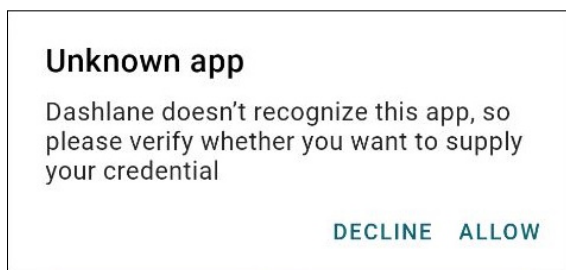 Unknown app
Dashlane doesn’t recognize this app, so
please verify whether you want to supply
your credential
DECLINE ALLOW